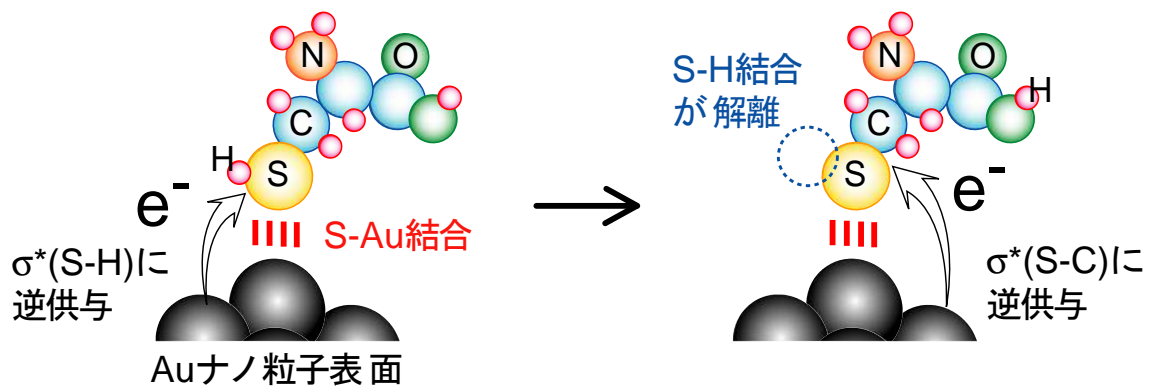 N
O
C
H
S
e-
S-Au結合
σ*(S-H)に
逆供与
Auナノ粒子表面
S-H結合
が解離
N
O
H
C
S
e-
σ*(S-C)に
逆供与